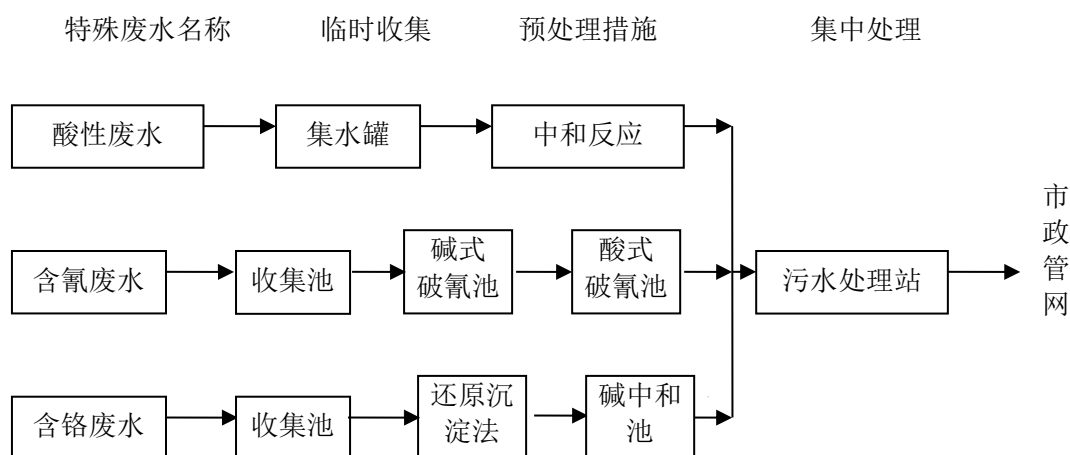 特殊废水名称 临时收集 预处理措施 集中处理
酸性废水 集水罐 中和反应
含氰废水 收集池 碱式
破氰池 酸式
破氰池 污水处理站
市
政
管
网
含铬废水 收集池 还原沉
淀法 碱中和
池